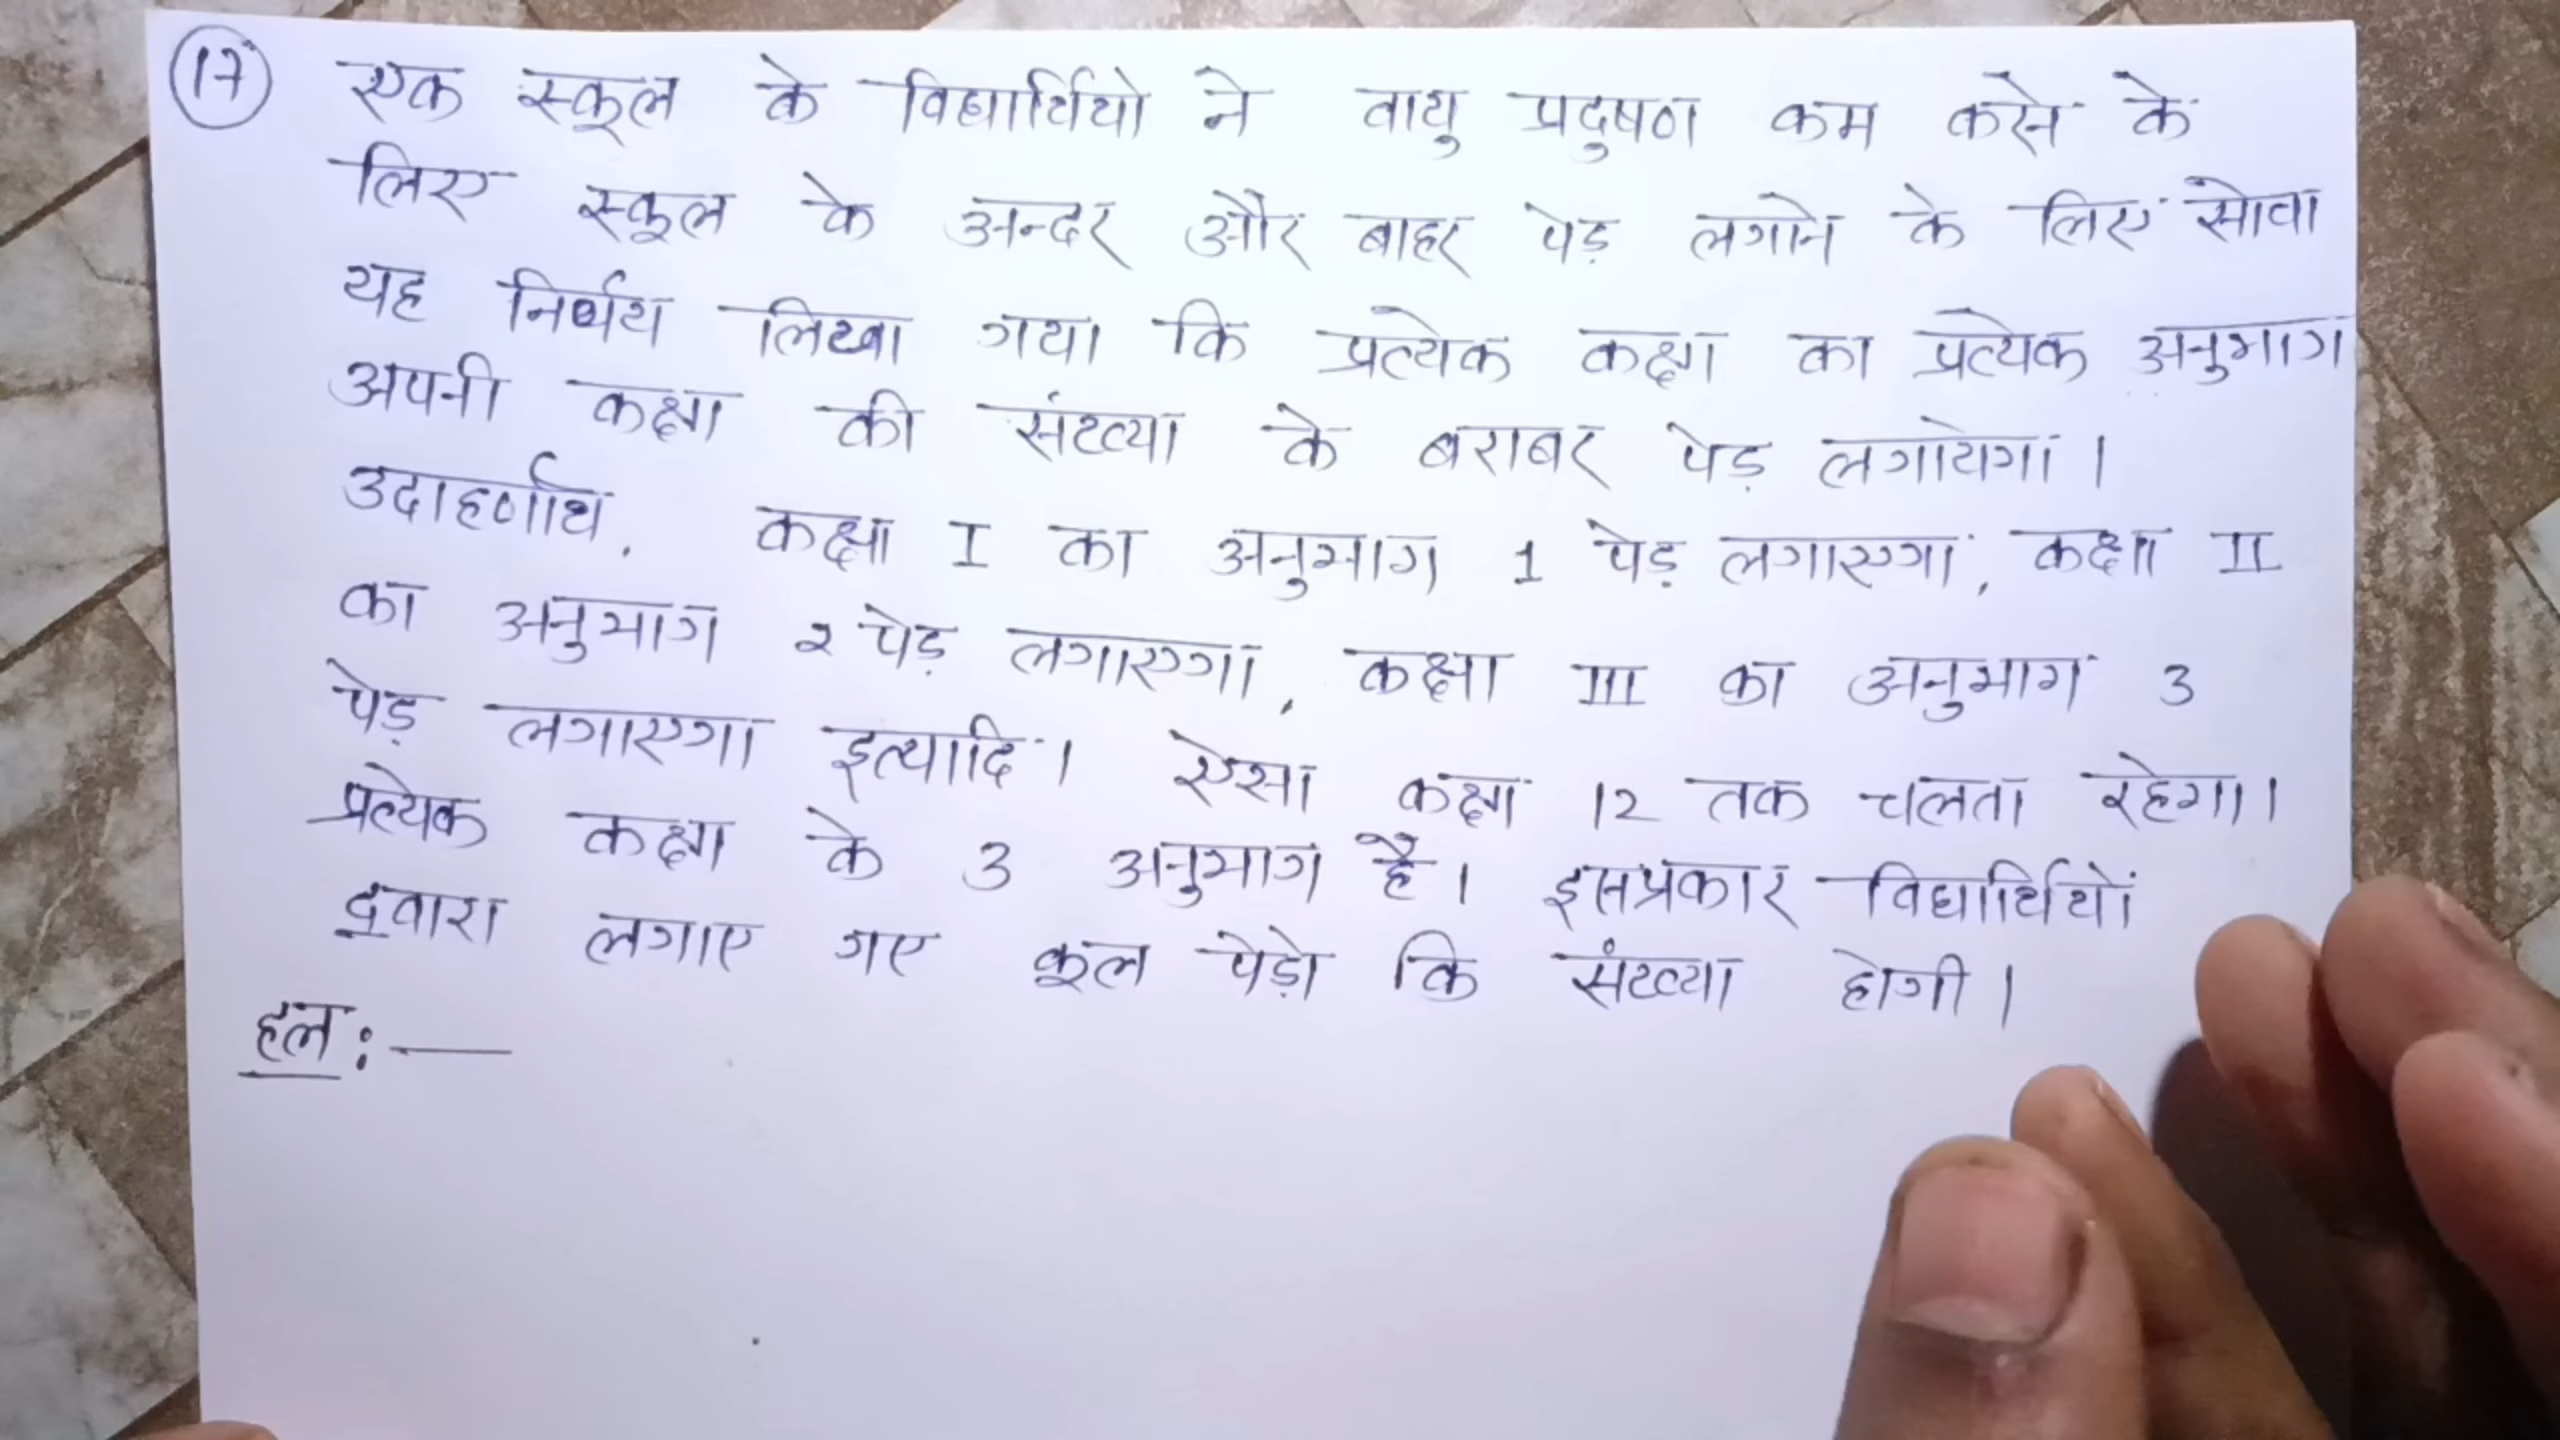 17 एक स्कूल के विद्यार्थियो ने वायु प्रदुषण कम करने के
लिए स्कूल के अन्दर और बाहर पेड़ लगाने के लिए सोचा
यह निर्णय लिया गया कि प्रत्येक कक्षा का प्रत्येक अनुभाग
अपनी कक्षा की संख्या के बराबर पेड़ लगायेगा।
उदाहर्णाथ, कक्षा I का अनुभाग 1 पेड़ लगाएगा, कक्षा II
का अनुभाग 2 पेड़ लगाएगा, कक्षा III का अनुभाग 3
पेड़ लगाएगा इत्यादि। ऐसा कक्षा 12 तक चलता रहेगा।
प्रत्येक कक्षा के 3 अनुभाग है। इसप्रकार विद्यार्थियों
द्वारा लगाए गए कुल पेड़ो कि संख्या होगी।
हल :—